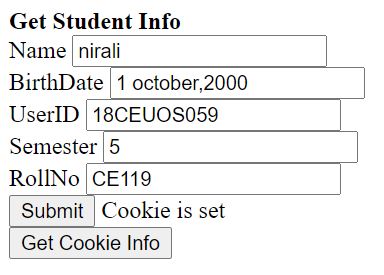 Get Student Info
Name nirali
BirthDate 1 october,2000
UserID 18CEUOS059
Semester 5
RollNo CE119
Submit Cookie is set
Get Cookie Info